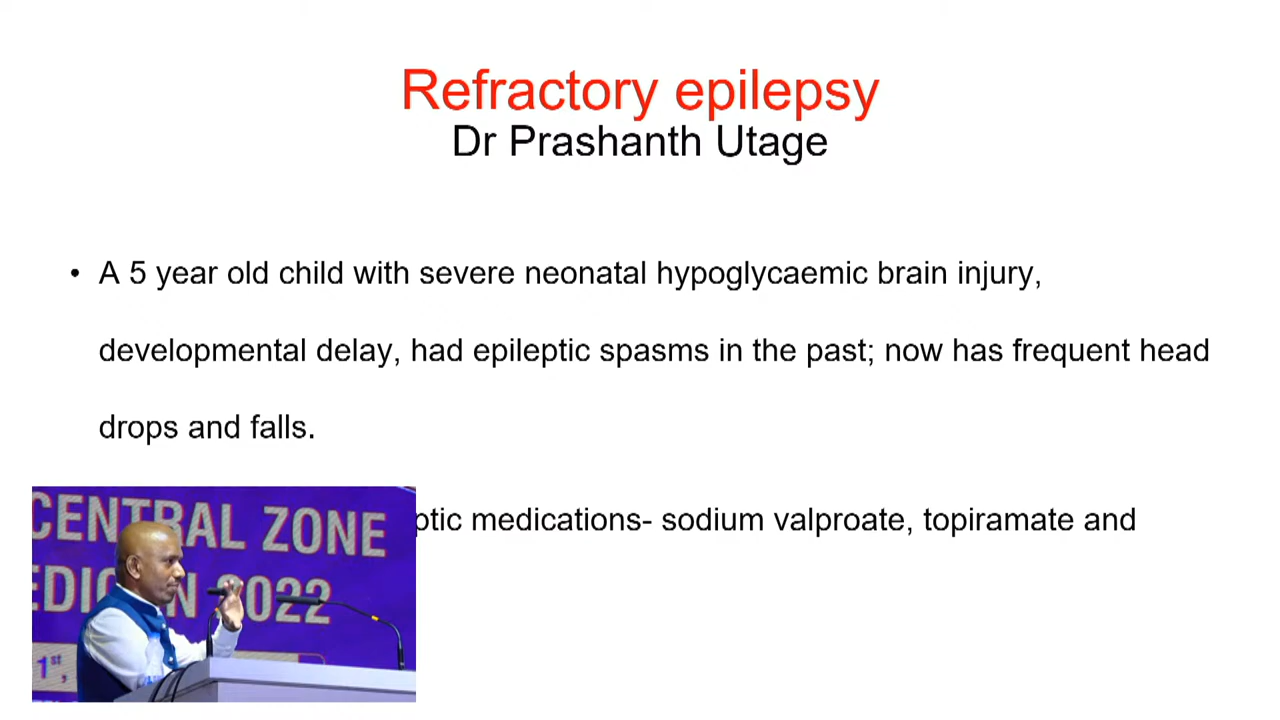 Refractory epilepsy
Dr Prashanth Utage
• A 5 year old child with severe neonatal hypoglycaemic brain injury,
developmental delay, had epileptic spasms in the past; now has frequent head
drops and falls.
ptic medications- sodium valproate, topiramate and
CENTRAL ZONE
2022
1st,